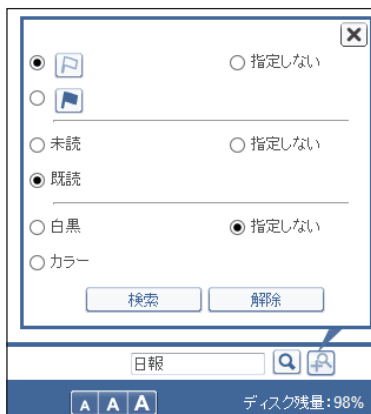 指定しない
未読 指定しない
既読
白黒 指定しない
カラー
検索 解除
日報
A A A ディスク残量:98%